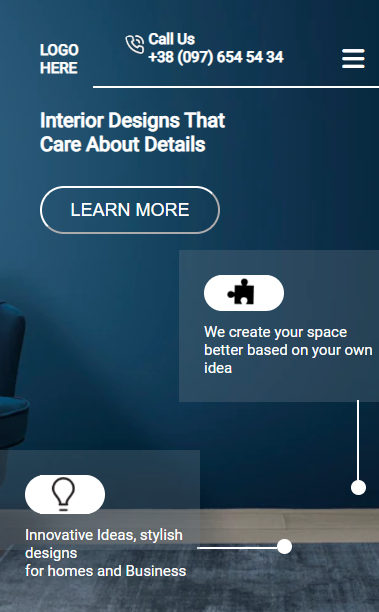 LOGO
HERE
Call Us
+38 (097) 654 54 34
Interior Designs That
Care About Details
LEARN MORE
We create your space
better based on your own
idea
Innovative Ideas, stylish
designs
for homes and Business